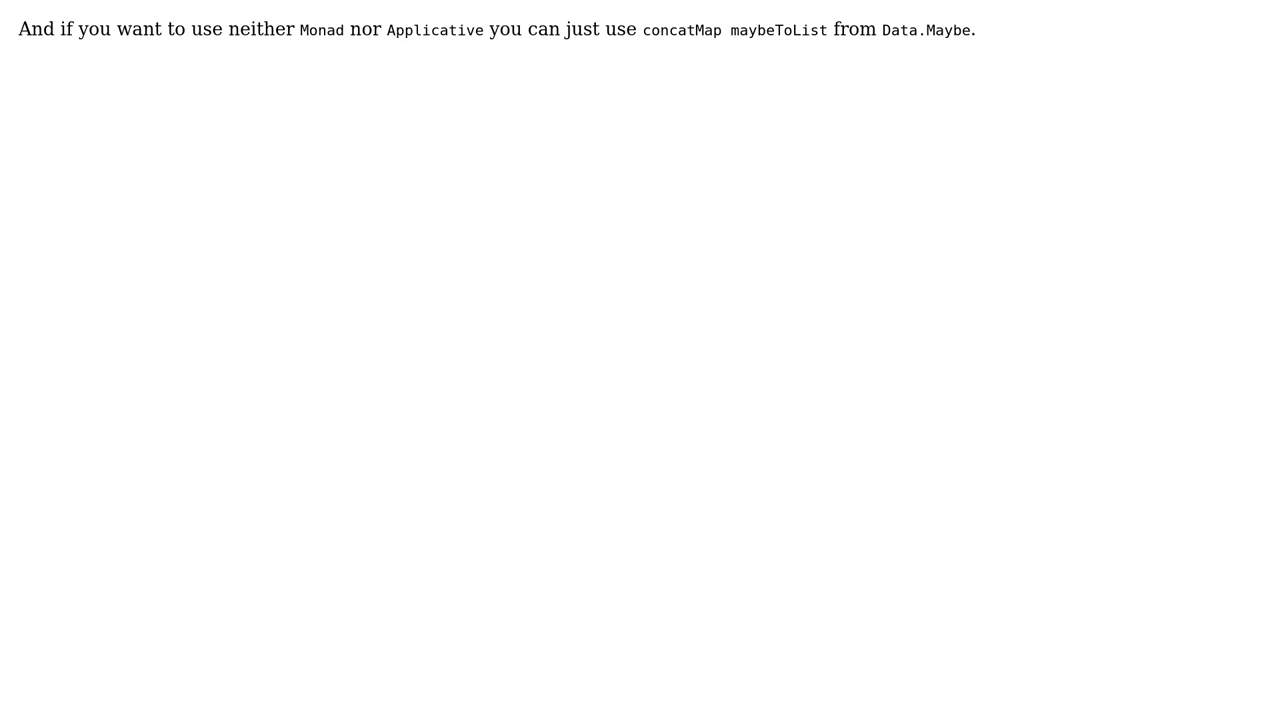 And if you want to use neither Monad nor Applicative you can just use concatMap maybeToList from Data.Maybe.